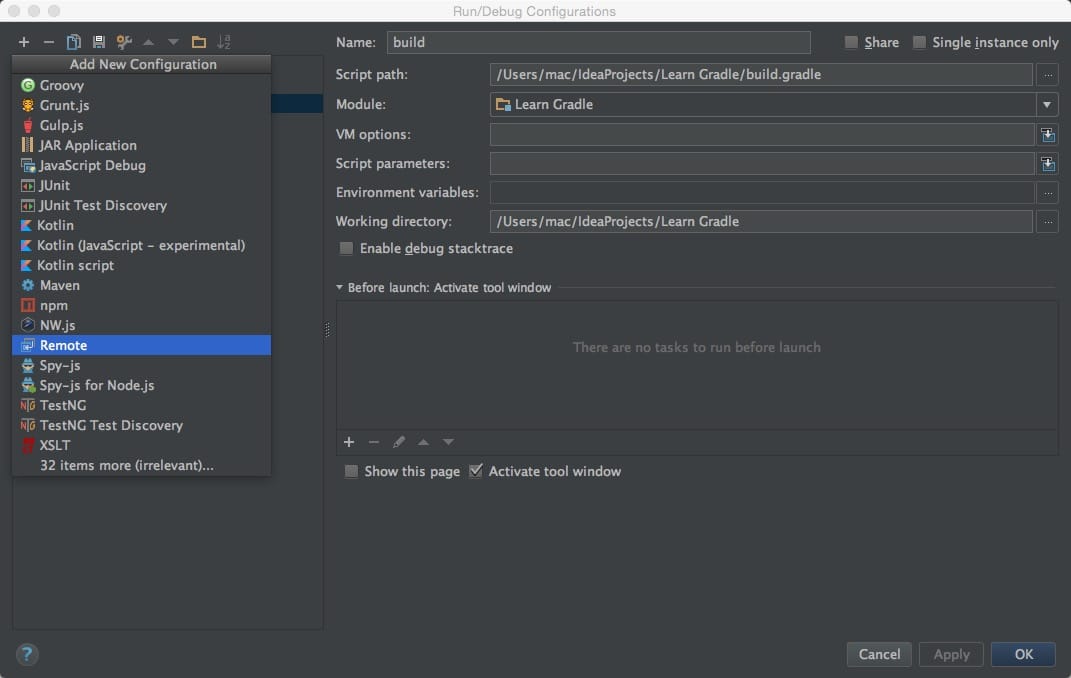 Run/Debug Configurations
Add New Configuration
Groovy
Grunt.js
Gulp.js
JAR Application
JavaScript Debug
JUnit
JUnit Test Discovery
Kotlin
Kotlin (JavaScript – experimental)
Kotlin script
Maven
npm
NW.js
Remote
Spy-js
Spy-js for Node.js
TestNG
TestNG Test Discovery
XSLT
32 items more (irrelevant)...
Name: build
Share
Single instance only
Script path: /Users/mac/IdeaProjects/Learn Gradle/build.gradle
Module: Learn Gradle
VM options:
Script parameters:
Environment variables:
Working directory: /Users/mac/IdeaProjects/Learn Gradle
Enable debug stacktrace
Before launch: Activate tool window
There are no tasks to run before launch
Show this page
Activate tool window
?
Cancel
Apply
OK